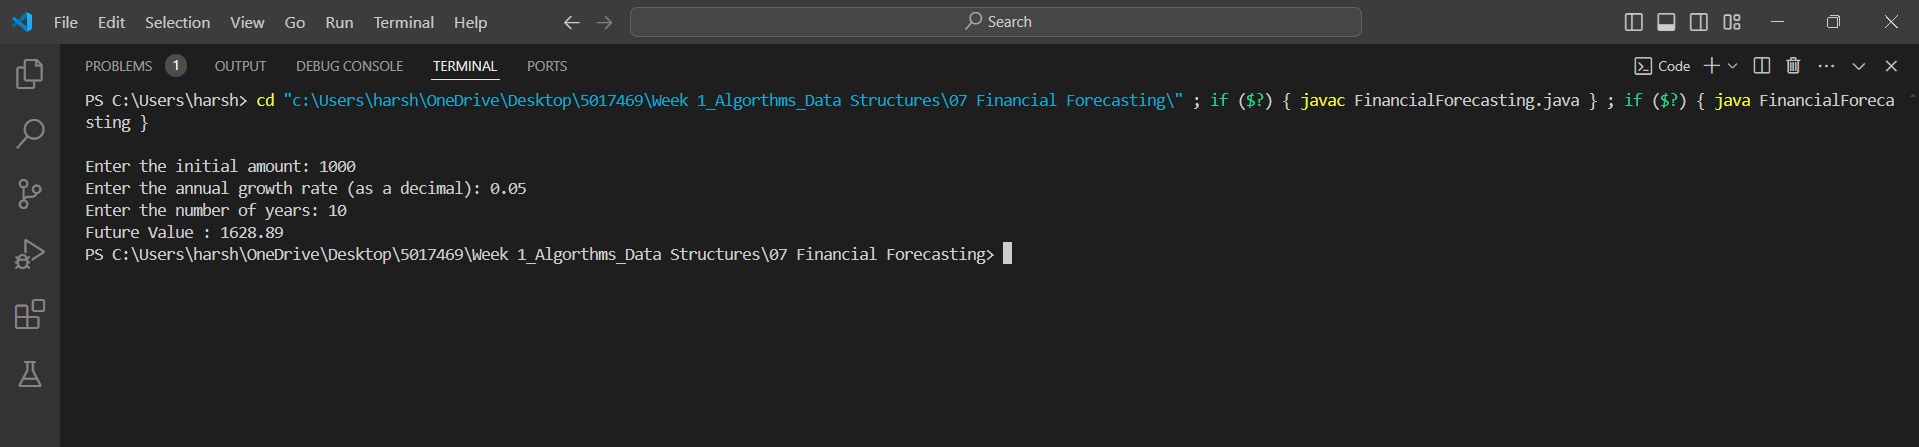 File Edit Selection View Go Run Terminal Help Search
PROBLEMS 1 OUTPUT DEBUG CONSOLE TERMINAL PORTS Code
PS C:\Users\harsh> cd "c:\Users\harsh\OneDrive\Desktop\5017469\Week 1_Algorthms_Data Structures\07 Financial Forecasting\" ; if ($?) { javac FinancialForecasting.java } ; if ($?) { java FinancialForeca
sting }
Enter the initial amount: 1000
Enter the annual growth rate (as a decimal): 0.05
Enter the number of years: 10
Future Value : 1628.89
PS C:\Users\harsh\OneDrive\Desktop\5017469\Week 1_Algorthms_Data Structures\07 Financial Forecasting>